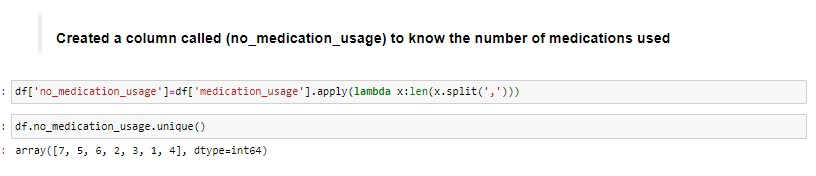 Created a column called (no_medication_usage) to know the number of medications used
: df['no_medication_usage']=df['medication_usage'].apply(lambda x:len(x.split(',')))
: df.no_medication_usage.unique()
: array([7, 5, 6, 2, 3, 1, 4], dtype=int64)